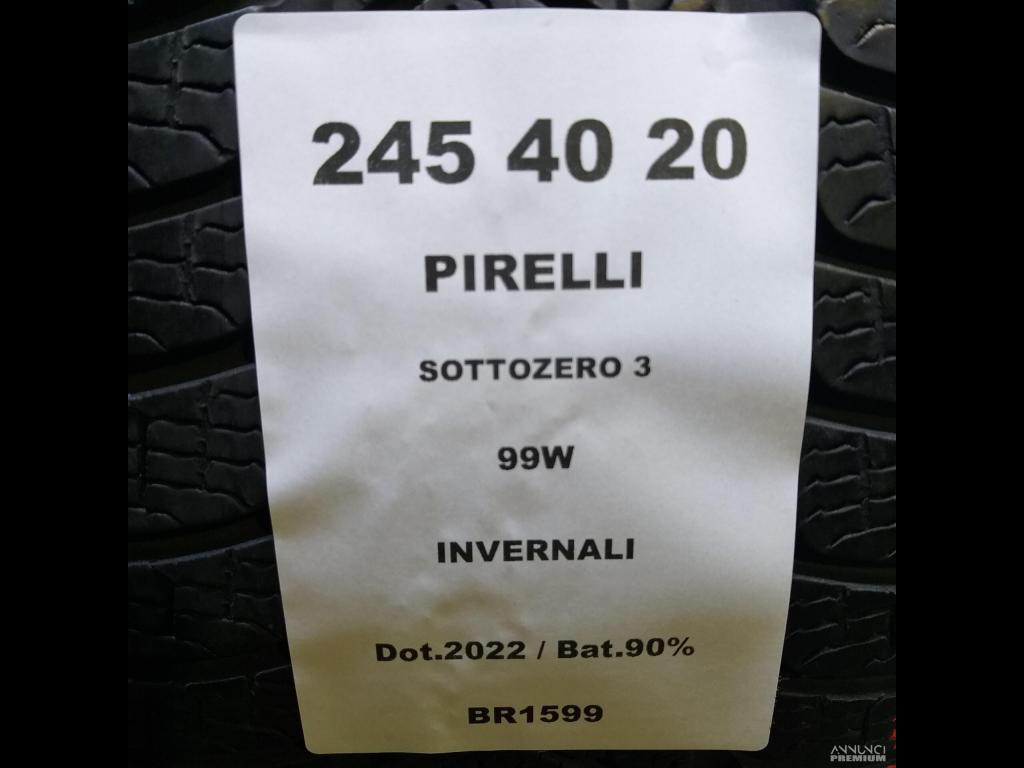 245 40 20
PIRELLI
SOTTOZERO 3
99W
INVERNALI
Dot.2022 / Bat.90%
BR1599
ANNUNCI
PREMIUM